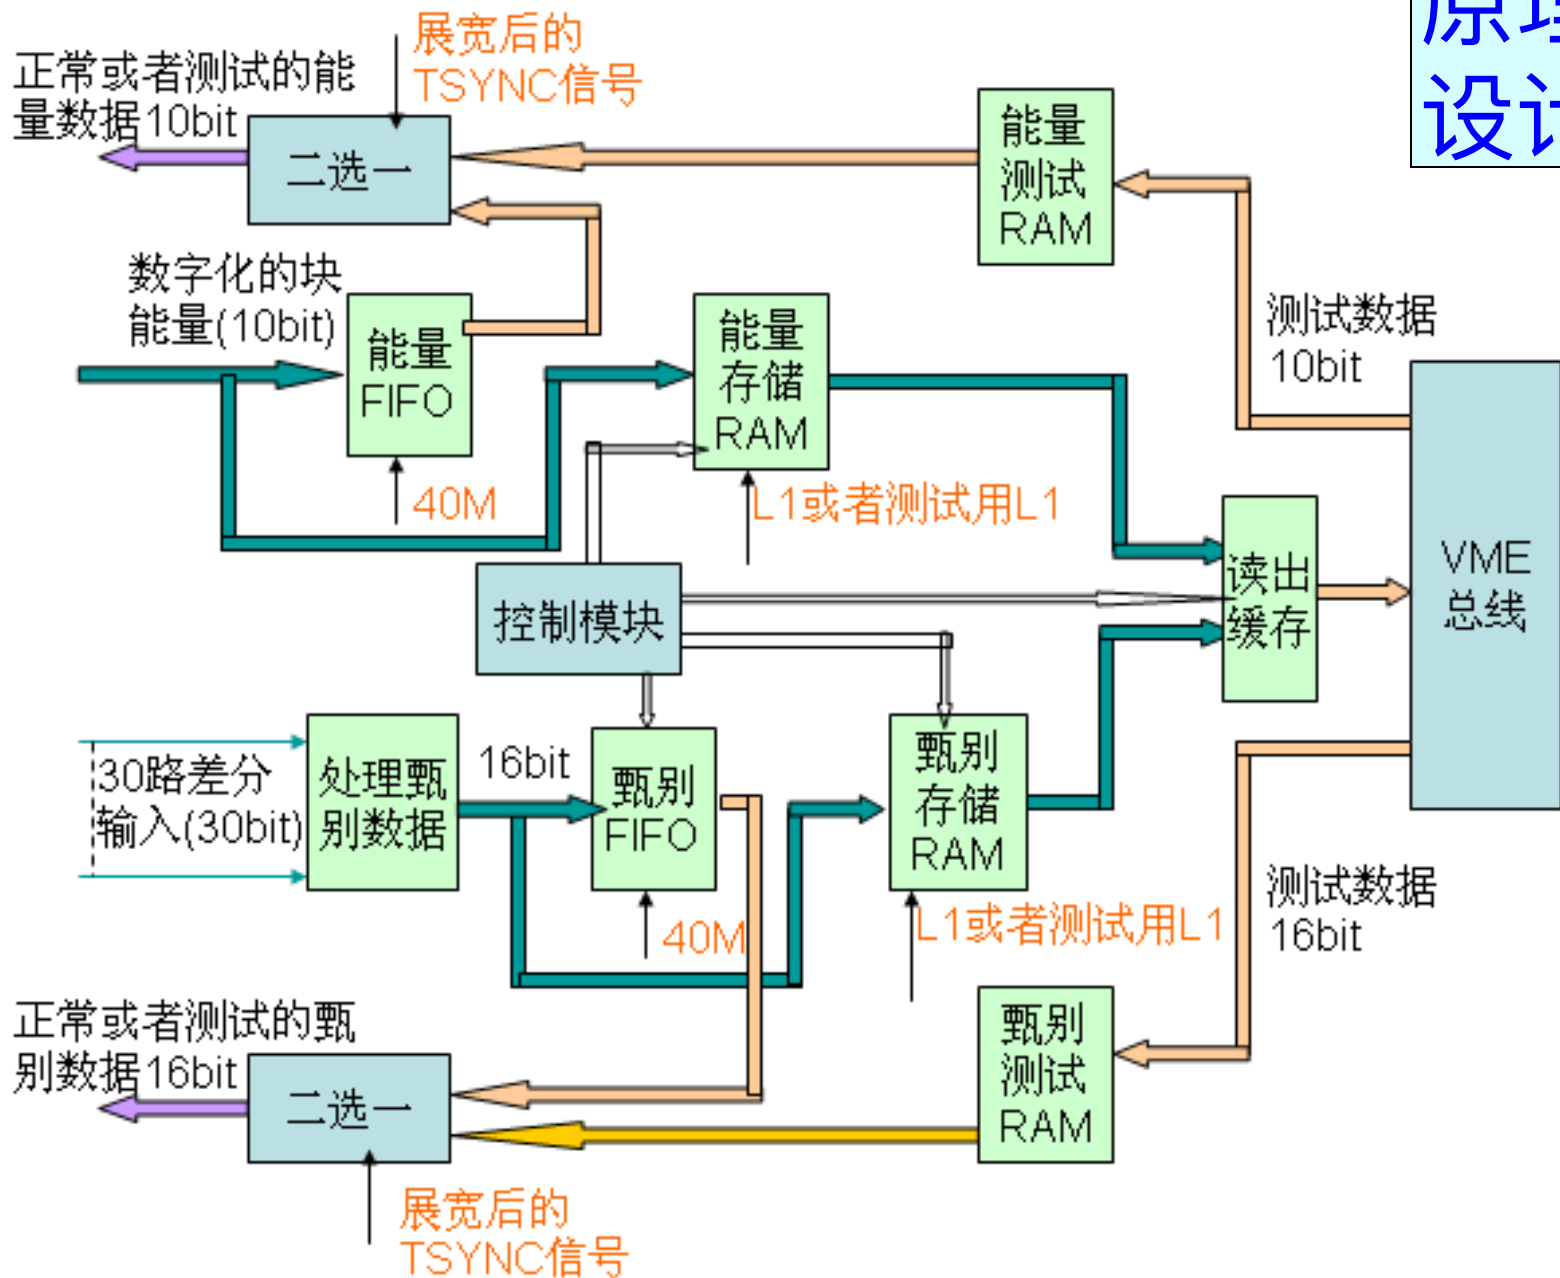 原理
设计
展宽后的
TSYNC信号
正常或者测试的能
量数据10bit
二选一
能量
测试
RAM
数字化的块
能量(10bit)
能量
FIFO
能量
存储
RAM
测试数据
10bit
40M
L1或者测试用L1
VME
总线
读出
缓存
控制模块
30路差分
输入(30bit)
处理甄
别数据
16bit
甄别
FIFO
甄别
存储
RAM
40M
L1或者测试用L1
测试数据
16bit
正常或者测试的甄
别数据16bit
二选一
甄别
测试
RAM
展宽后的
TSYNC信号